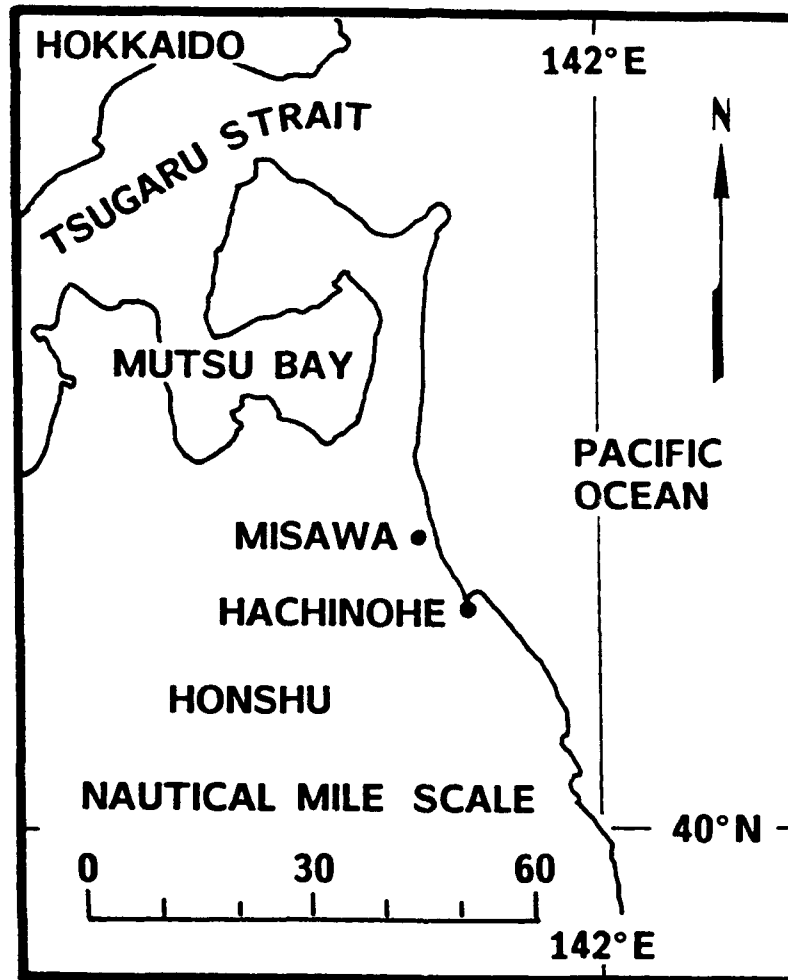 HOKKAIDO
142°E
TSUGARU STRAIT
N
MUTSU BAY
PACIFIC
OCEAN
MISAWA
HACHINOHE
HONSHU
NAUTICAL MILE SCALE
40°N
0 30 60
142°E